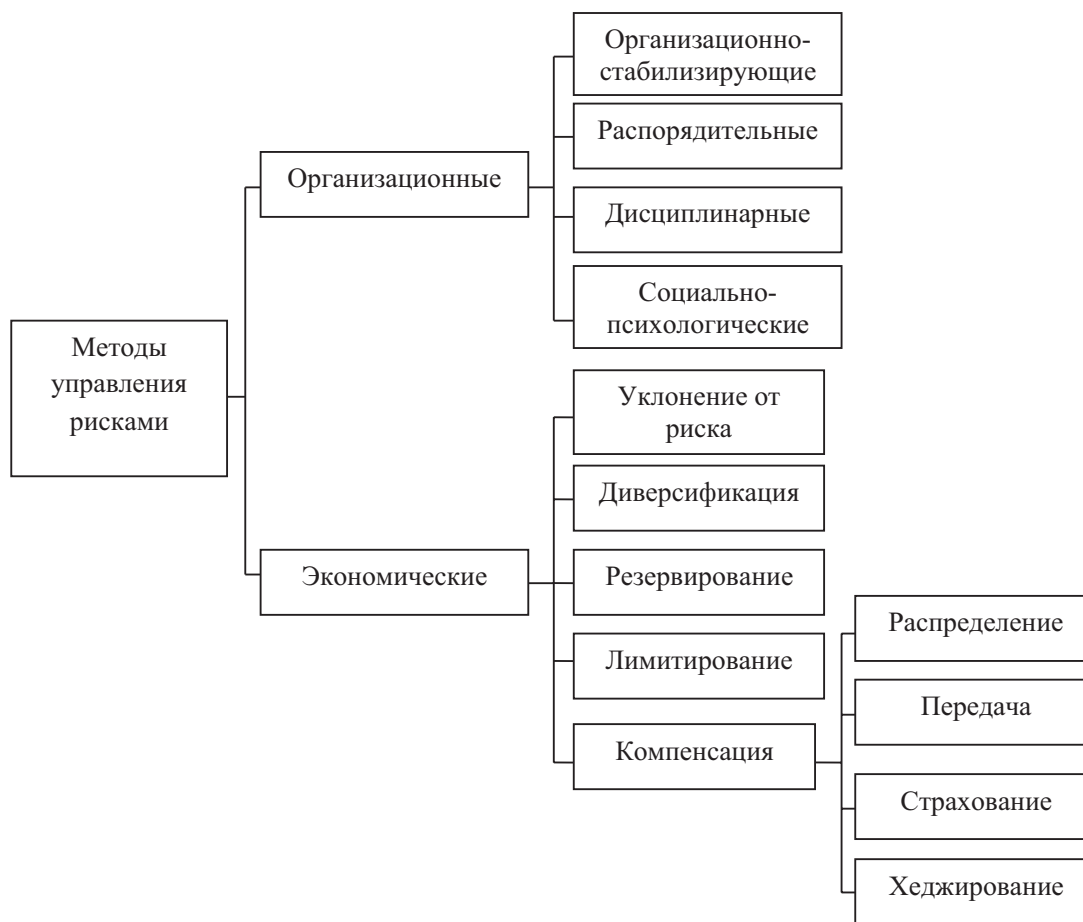 Организационно-
стабилизирующие
Распорядительные
Организационные
Дисциплинарные
Социально-
психологические
Методы
управления
рисками
Уклонение от
риска
Диверсификация
Экономические
Резервирование
Распределение
Лимитирование
Передача
Компенсация
Страхование
Хеджирование